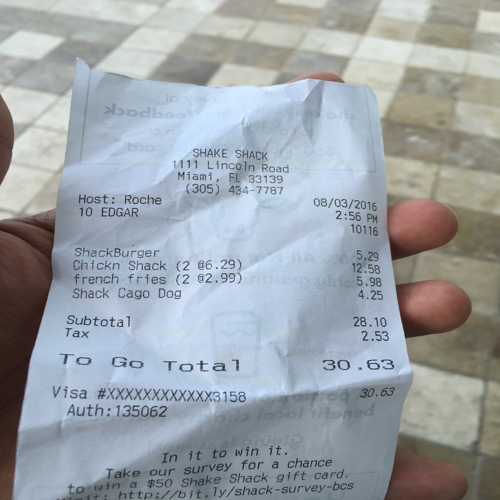 SHAKE SHACK
1111 Lincoln Road
Miami, FL 33139
(305) 434-7787
Host: Roche 08/03/2016
10 EDGAR 2:56 PM
10116
ShackBurger 5.29
Chickn Shack (2 @6.29) 12.58
french fries (2 @2.99) 5.98
Shack Cago Dog 4.25
Subtotal 28.10
Tax 2.53
To Go Total 30.63
Visa #XXXXXXXXXXXX3158 30.63
Auth:135062
In it to win it.
Take our survey for a chance
to win a $50 Shake Shack gift card.
visit: http://bit.ly/shack-survey-bcs